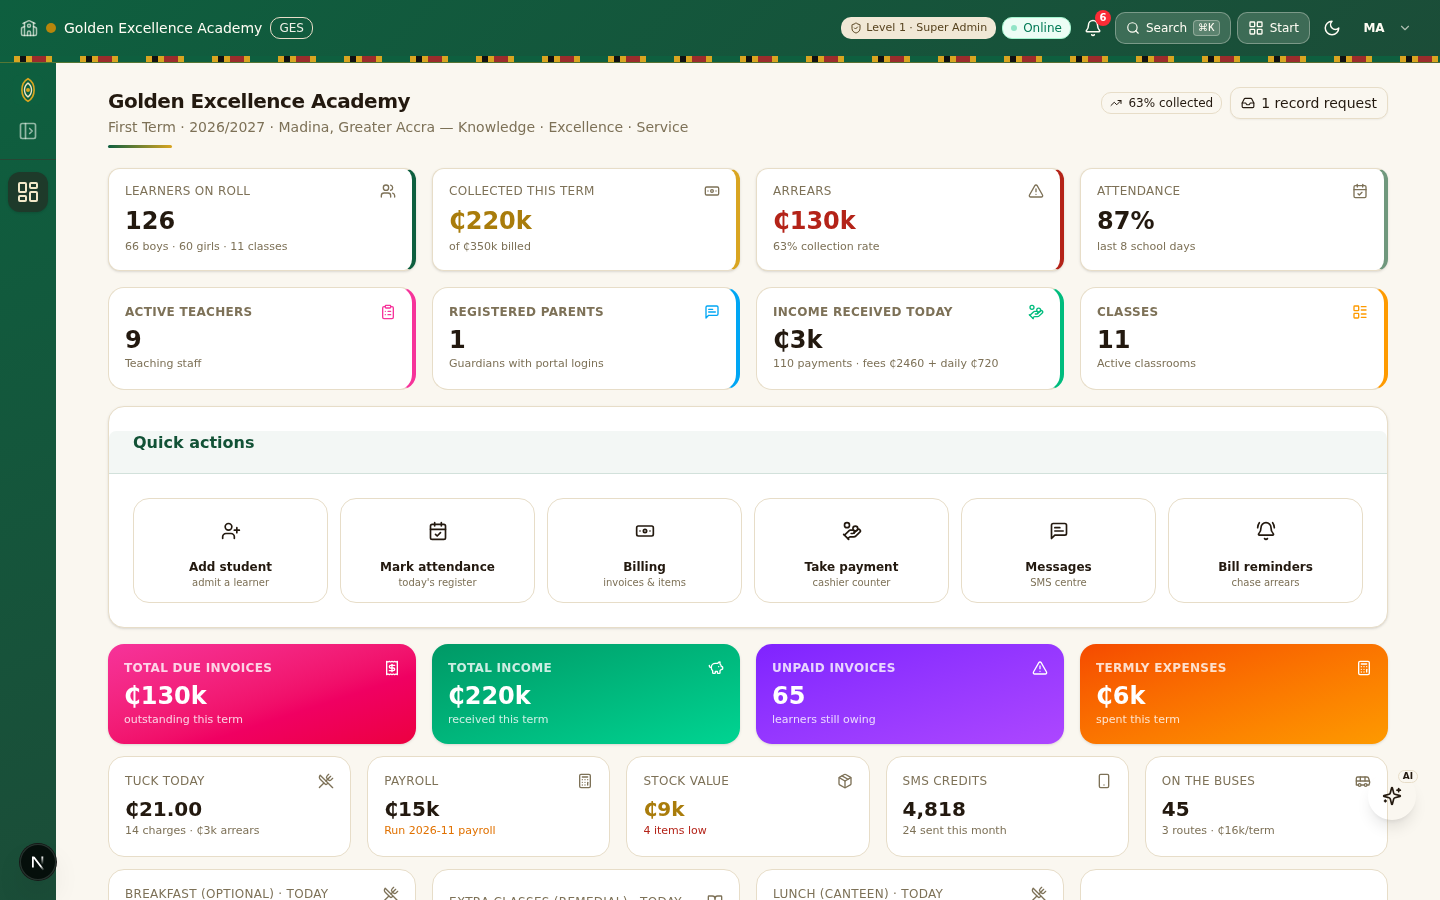 Golden Excellence Academy GES
Level 1 · Super Admin
Online
6
Search ⌘K
Start
MA
Golden Excellence Academy
First Term · 2026/2027 · Madina, Greater Accra — Knowledge · Excellence · Service
63% collected
1 record request
LEARNERS ON ROLL
126
66 boys · 60 girls · 11 classes
COLLECTED THIS TERM
₵220k
of ₵350k billed
ARREARS
₵130k
63% collection rate
ATTENDANCE
87%
last 8 school days
ACTIVE TEACHERS
9
Teaching staff
REGISTERED PARENTS
1
Guardians with portal logins
INCOME RECEIVED TODAY
₵3k
110 payments · fees ₵2460 + daily ₵720
CLASSES
11
Active classrooms
Quick actions
Add student
admit a learner
Mark attendance
today's register
Billing
invoices & items
Take payment
cashier counter
Messages
SMS centre
Bill reminders
chase arrears
TOTAL DUE INVOICES
₵130k
outstanding this term
TOTAL INCOME
₵220k
received this term
UNPAID INVOICES
65
learners still owing
TERMLY EXPENSES
₵6k
spent this term
TUCK TODAY
₵21.00
14 charges · ₵3k arrears
PAYROLL
₵15k
Run 2026-11 payroll
STOCK VALUE
₵9k
4 items low
SMS CREDITS
4,818
24 sent this month
ON THE BUSES
45
3 routes · ₵16k/term
AI
N
BREAKFAST (OPTIONAL) · TODAY
EXTRA CLASSES (REMEDIAL) · TODAY
LUNCH (CANTEEN) · TODAY